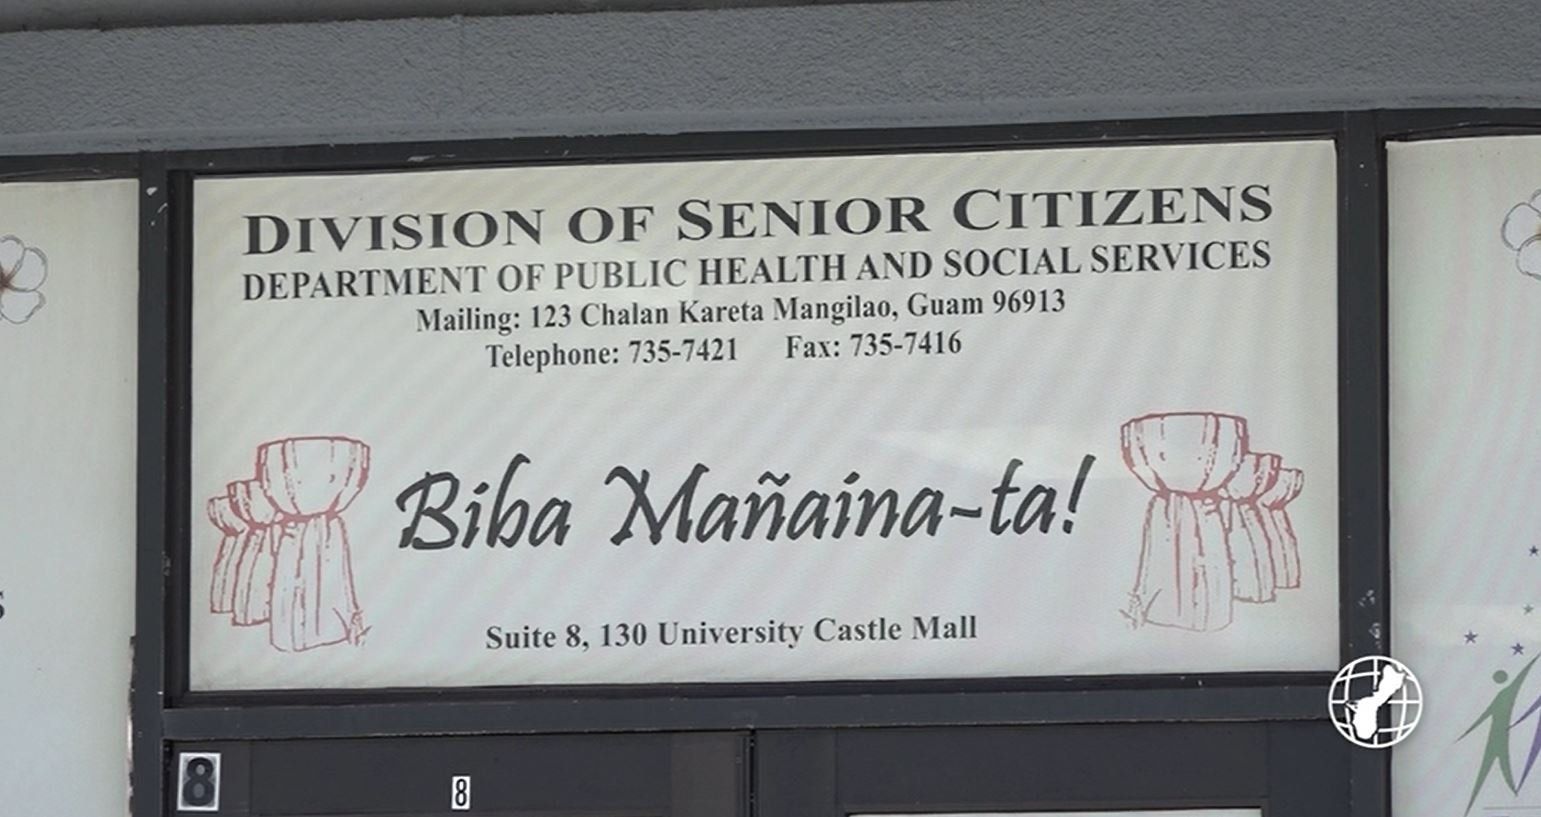 DIVISION OF SENIOR CITIZENS
DEPARTMENT OF PUBLIC HEALTH AND SOCIAL SERVICES
Mailing: 123 Chalan Kareta Mangilao, Guam 96913
Telephone: 735-7421 Fax: 735-7416
Biba Mañaina-ta!
Suite 8, 130 University Castle Mall
8
8